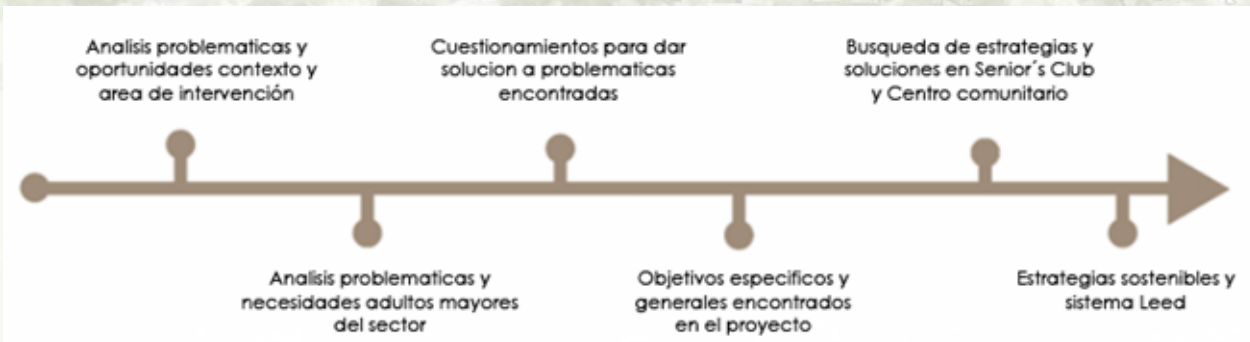 Analisis problematicas y
oportunidades contexto y
area de intervención
Analisis problematicas y
necesidades adultos mayores
del sector
Cuestionamientos para dar
solucion a problematicas
encontradas
Objetivos especificos y
generales encontrados
en el proyecto
Busqueda de estrategias y
soluciones en Senior´s Club
y Centro comunitario
Estrategias sostenibles y
sistema Leed